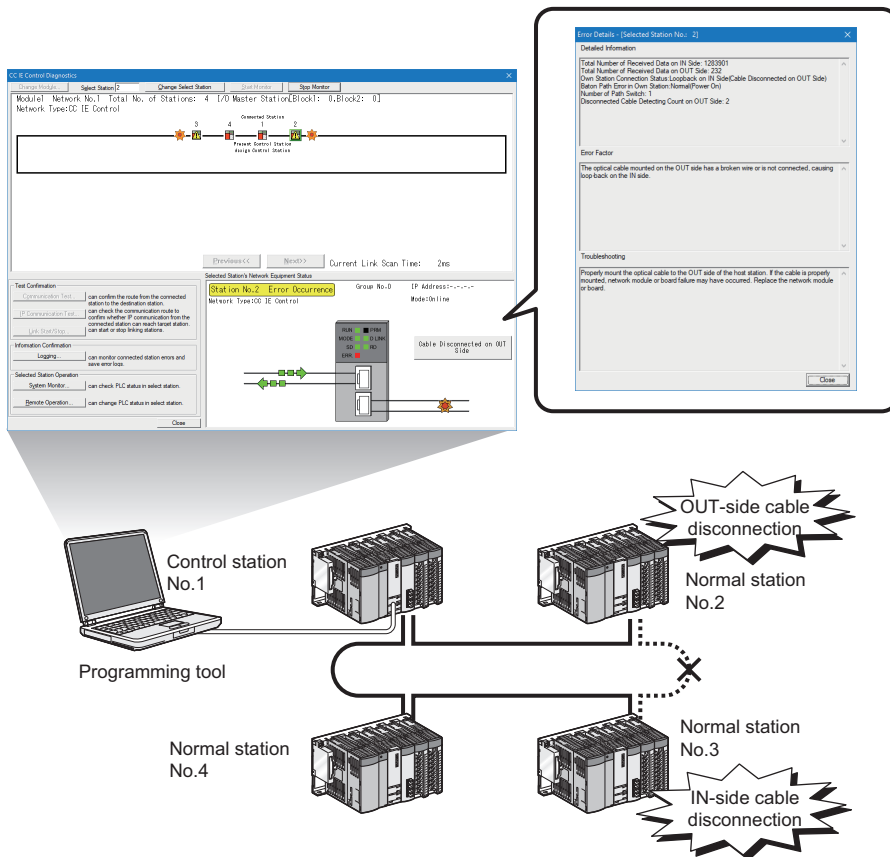 CC IE Control Diagnostics
Change Module... Select Station 2 Change Select Station Start Monitor Stop Monitor
Module1 Network No.1 Total No. of Stations: 4 [I/O Master Station[Block1: 0,Block2: 0]
Network Type:CC IE Control
Connected Station
3 4 1 2
Present Control Station
Assign Control Station
Previous<< Next>> Current Link Scan Time: 2ms
Test Confirmation
Communication Test... can confirm the route from the connected
station to the destination station.
IP Communication Test... can check the communication route to
confirm whether IP communication from the
connected station can reach target station.
Link Start/Stop... can start or stop linking stations.
Information Confirmation
Logging... can monitor connected station errors and
save error logs.
Selected Station Operation
System Monitor... can check PLC status in select station.
Remote Operation... can change PLC status in select station.
Close
Selected Station's Network Equipment Status
Station No.2 Error Occurrence Group No.0 IP Address:-.-.-.-
Network Type:CC IE Control Mode:Online
RUN PRM
MODE D LINK
SD RD
ERR.
Cable Disconnected on OUT
Side
Error Details - [Selected Station No.: 2]
Detailed Information
Total Number of Received Data on IN Side: 1283901
Total Number of Received Data on OUT Side: 232
Own Station Connection Status:Loopback on IN Side(Cable Disconnected on OUT Side)
Baton Path Error in Own Station:Normal(Power On)
Number of Path Switch: 1
Disconnected Cable Detecting Count on OUT Side: 2
Error Factor
The optical cable mounted on the OUT side has a broken wire or is not connected, causing
loop-back on the IN side.
Troubleshooting
Properly mount the optical cable to the OUT side of the host station. If the cable is properly
mounted, network module or board failure may have occurred. Replace the network module
or board.
Close
OUT-side cable
disconnection
Control station
No.1
Normal station
No.2
Programming tool
Normal station
No.4
Normal station
No.3
IN-side cable
disconnection